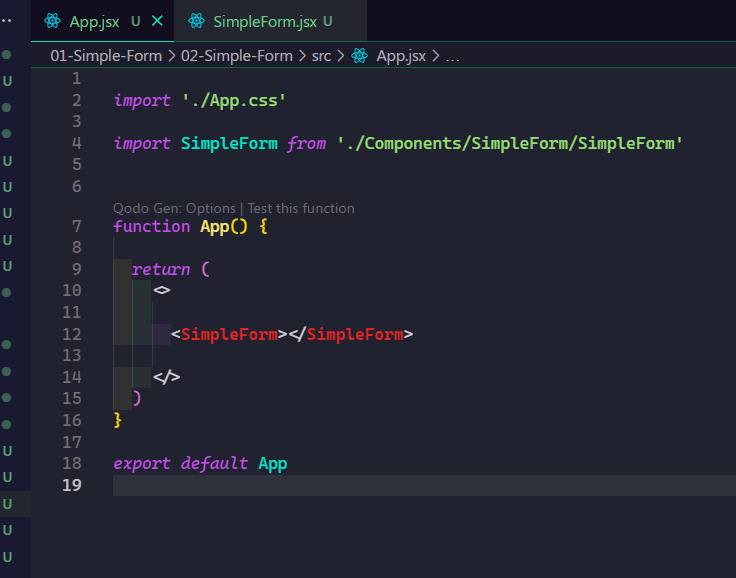 App.jsx U ×
SimpleForm.jsx U
01-Simple-Form > 02-Simple-Form > src > App.jsx > ...
1
2 import './App.css'
3
4 import SimpleForm from './Components/SimpleForm/SimpleForm'
5
6
Qodo Gen: Options | Test this function
7 function App() {
8
9 return (
10 <>
11
12 <SimpleForm></SimpleForm>
13
14 </>
15 )
16 }
17
18 export default App
19
U
U
U
U
U
U
U
U
U
U
U